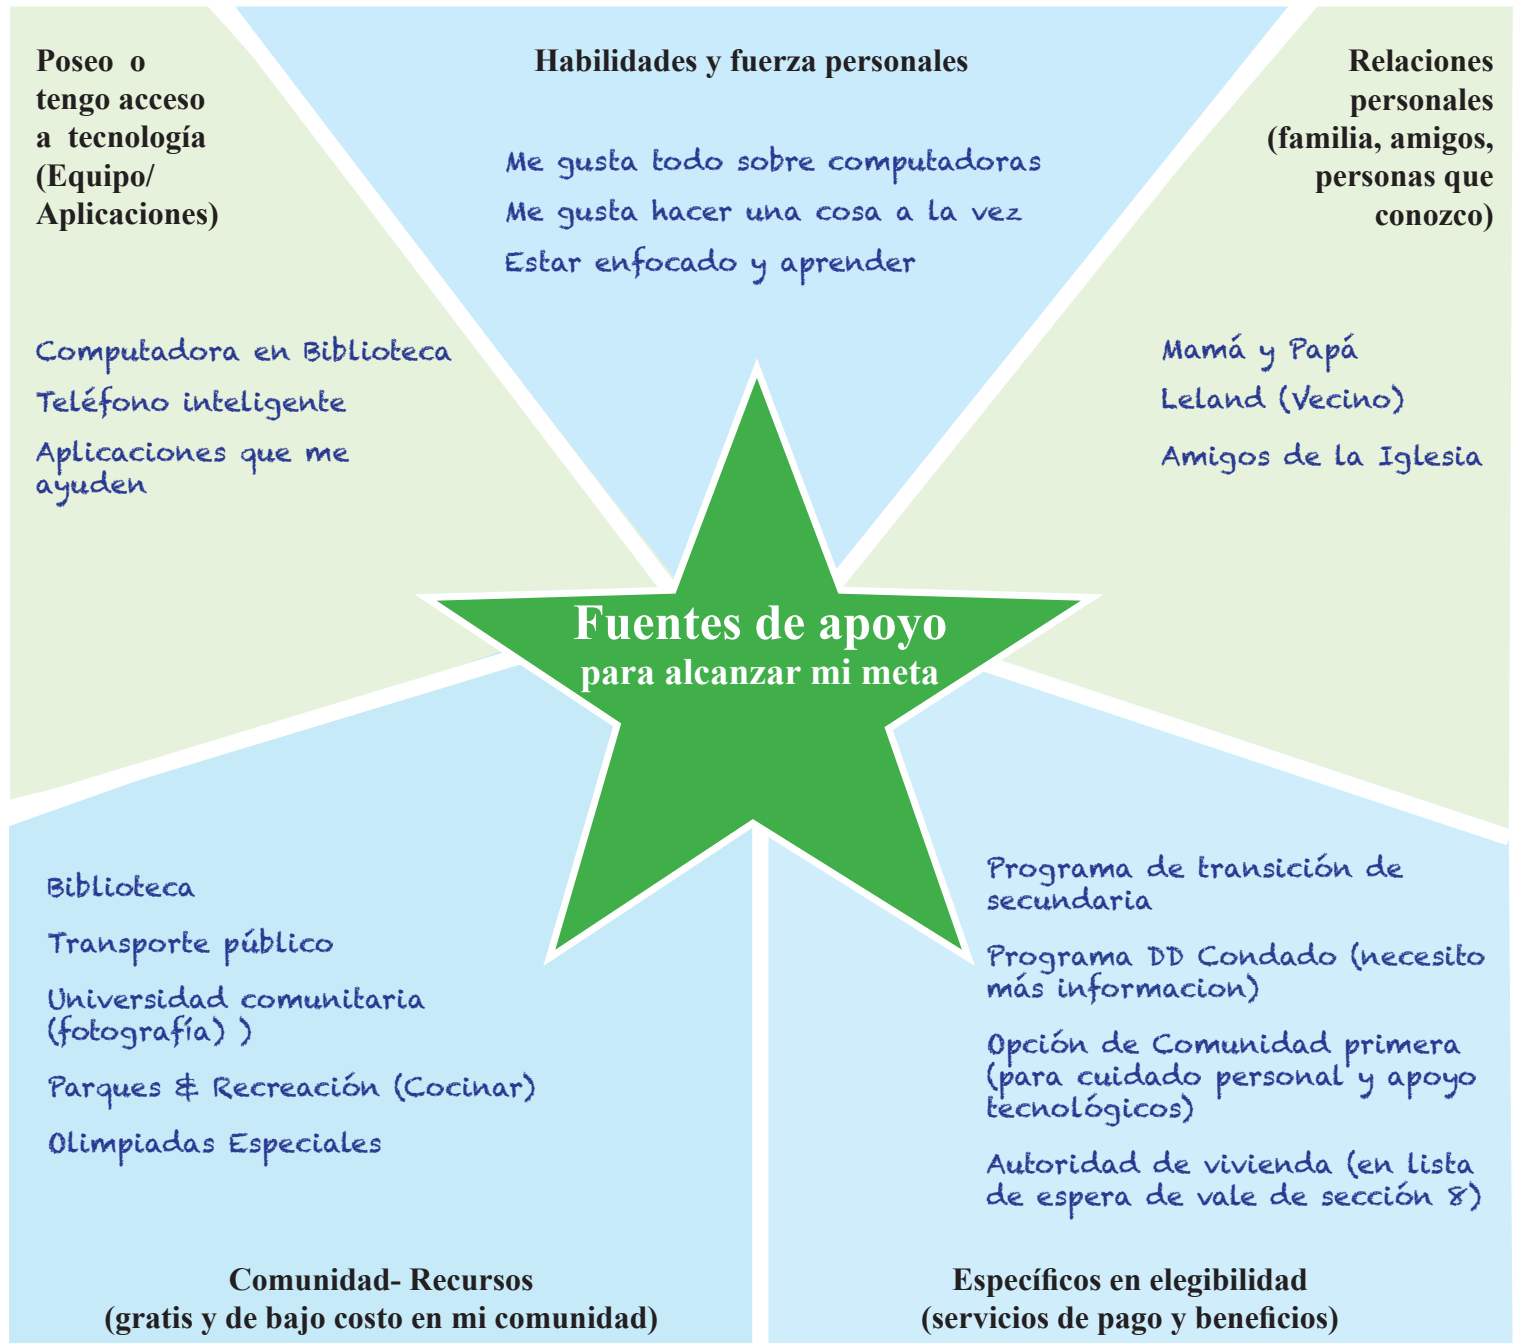 Poseo o
tengo acceso
a tecnología
(Equipo/
Aplicaciones)
Computadora en Biblioteca
Teléfono inteligente
Aplicaciones que me
ayuden
Habilidades y fuerza personales
Me gusta todo sobre computadoras
Me gusta hacer una cosa a la vez
Estar enfocado y aprender
Relaciones
personales
(familia, amigos,
personas que
conozco)
Mamá y Papá
Leland (Vecino)
Amigos de la Iglesia
Fuentes de apoyo
para alcanzar mi meta
Biblioteca
Transporte público
Universidad comunitaria
(fotografía) )
Parques & Recreación (Cocinar)
Olimpiadas Especiales
Comunidad- Recursos
(gratis y de bajo costo en mi comunidad)
Programa de transición de
secundaria
Programa DD Condado (necesito
más informacion)
Opción de Comunidad primera
(para cuidado personal y apoyo
tecnológicos)
Autoridad de vivienda (en lista
de espera de vale de sección 8)
Específicos en elegibilidad
(servicios de pago y beneficios)